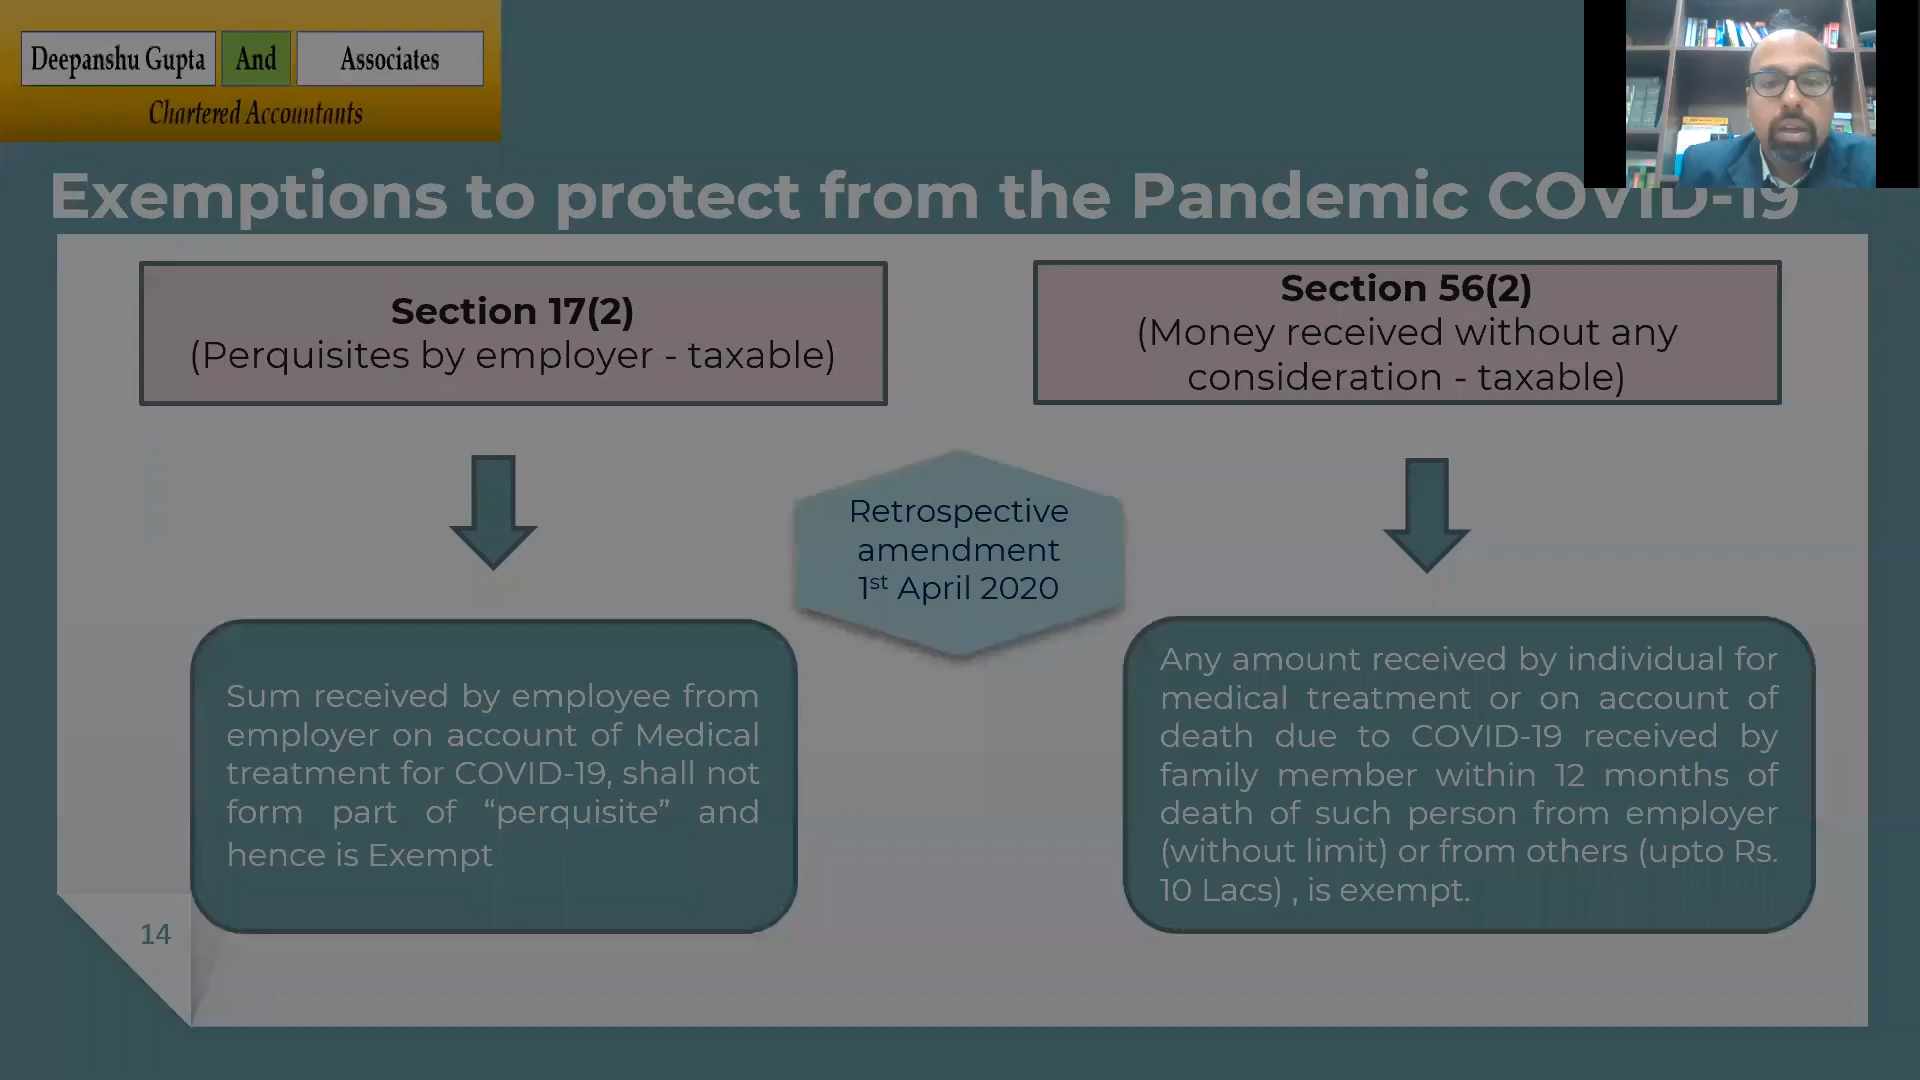 Deepanshu Gupta And Associates
Chartered Accountants
Exemptions to protect from the Pandemic COVID-19
Section 17(2)
(Perquisites by employer - taxable)
Section 56(2)
(Money received without any
consideration - taxable)
Retrospective
amendment
1st April 2020
Sum received by employee from
employer on account of Medical
treatment for COVID-19, shall not
form part of “perquisite” and
hence is Exempt
Any amount received by individual for
medical treatment or on account of
death due to COVID-19 received by
family member within 12 months of
death of such person from employer
(without limit) or from others (upto Rs.
10 Lacs) , is exempt.
14